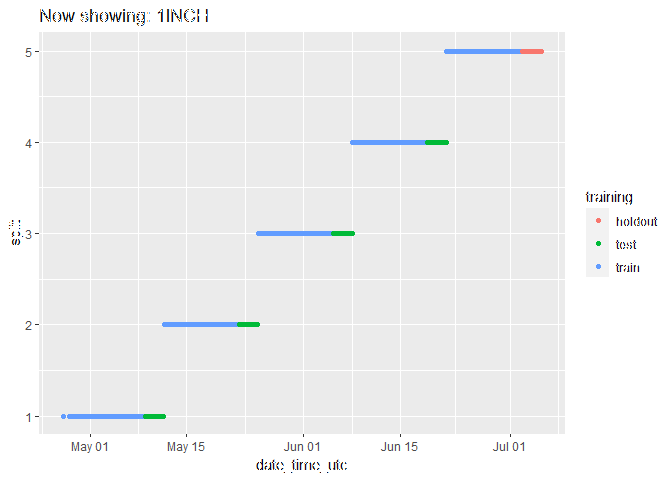 Now showing: 1INCH
5
4
3
2
1
split
May 01
May 15
Jun 01
Jun 15
Jul 01
date_time_utc
training
holdout
test
train